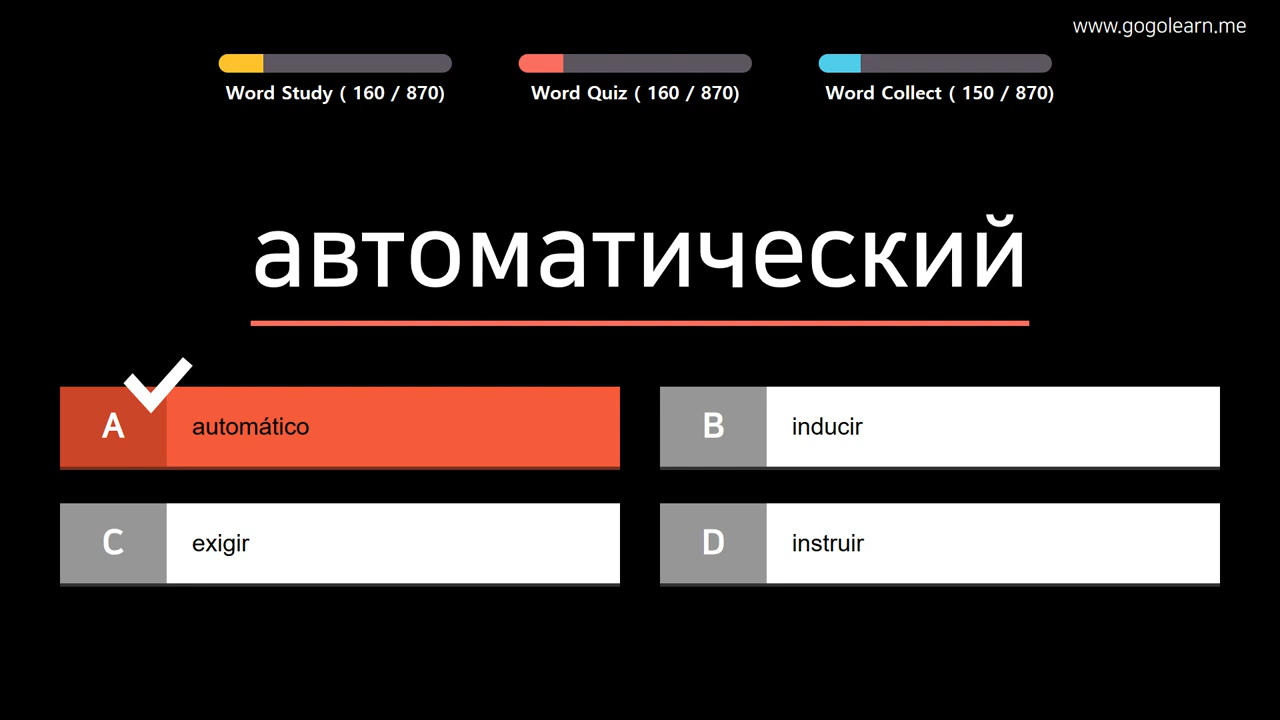 www.gogolearn.me
Word Study ( 160 / 870)
Word Quiz ( 160 / 870)
Word Collect ( 150 / 870)
автоматический
A automático
B inducir
C exigir
D instruir